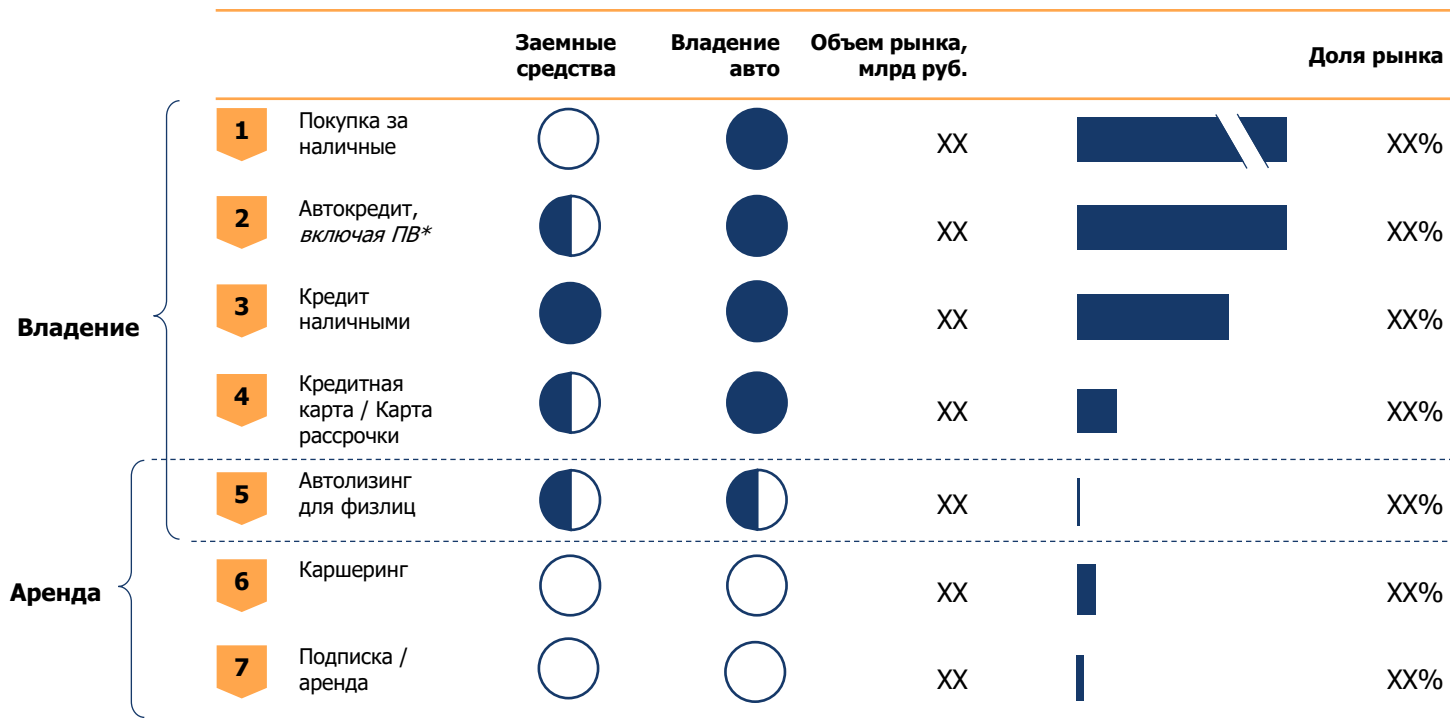 Заемные
средства
Владение
авто
Объем рынка,
млрд руб.
Доля рынка
1
Покупка за
наличные
XX
XX%
2
Автокредит,
включая ПВ*
XX
XX%
3
Кредит
наличными
XX
XX%
Владение
4
Кредитная
карта / Карта
рассрочки
XX
XX%
5
Автолизинг
для физлиц
XX
XX%
Аренда
6
Каршеринг
XX
XX%
7
Подписка /
аренда
XX
XX%